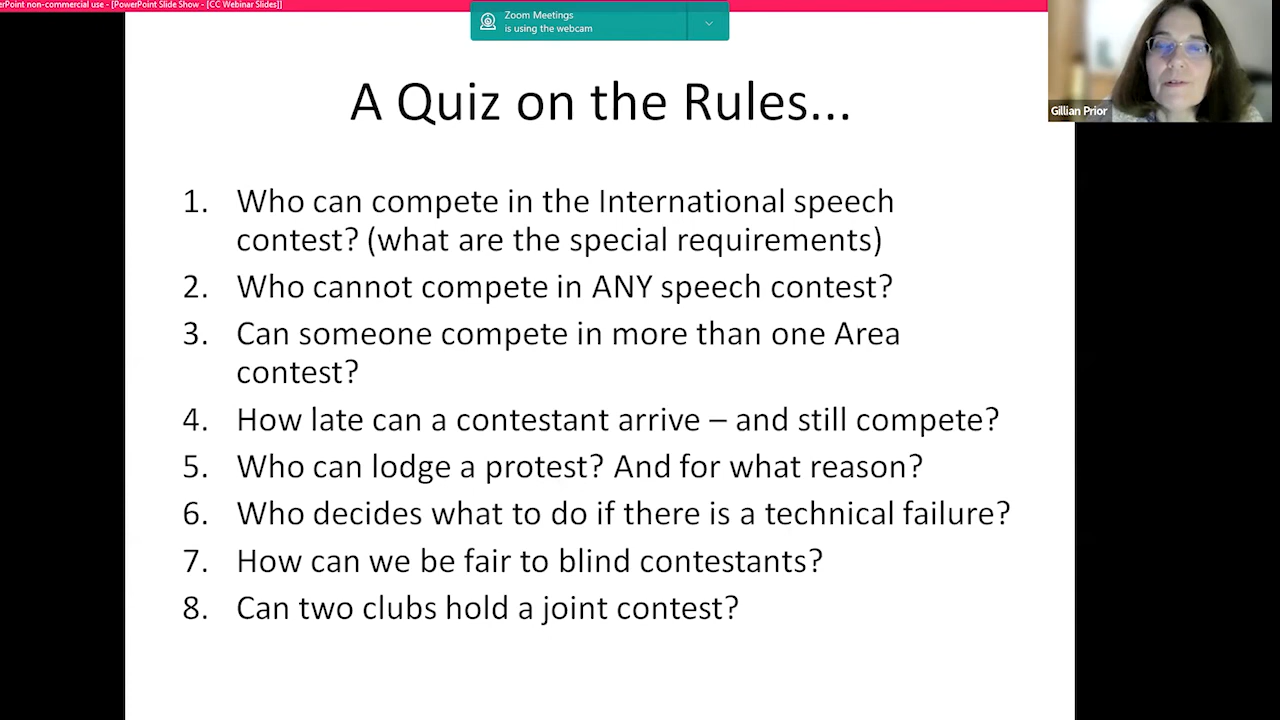 erPoint non-commercial use - [PowerPoint Slide Show - [CC Webinar Slides]]
Zoom Meetings
is using the webcam
Gillian Prior
A Quiz on the Rules...
1. Who can compete in the International speech
contest? (what are the special requirements)
2. Who cannot compete in ANY speech contest?
3. Can someone compete in more than one Area
contest?
4. How late can a contestant arrive – and still compete?
5. Who can lodge a protest? And for what reason?
6. Who decides what to do if there is a technical failure?
7. How can we be fair to blind contestants?
8. Can two clubs hold a joint contest?